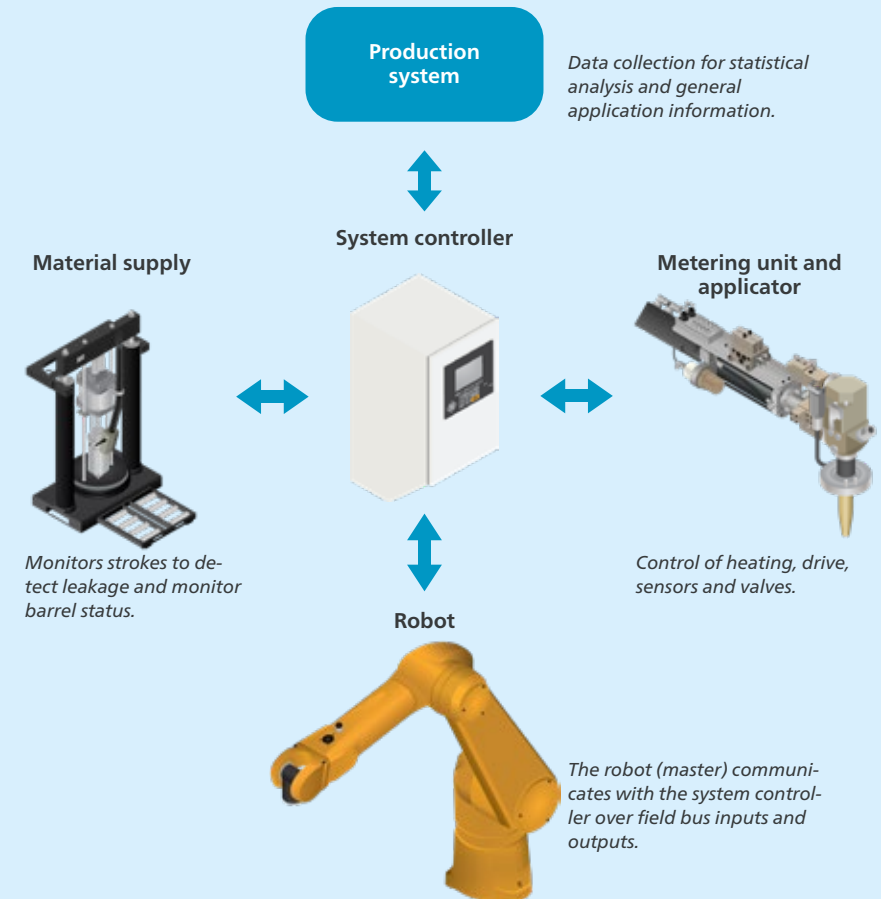 Production
system
Data collection for statistical
analysis and general
application information.
System controller
Material supply
Metering unit and
applicator
Monitors strokes to de-
tect leakage and monitor
barrel status.
Control of heating, drive,
sensors and valves.
Robot
The robot (master) communi-
cates with the system control-
ler over field bus inputs and
outputs.